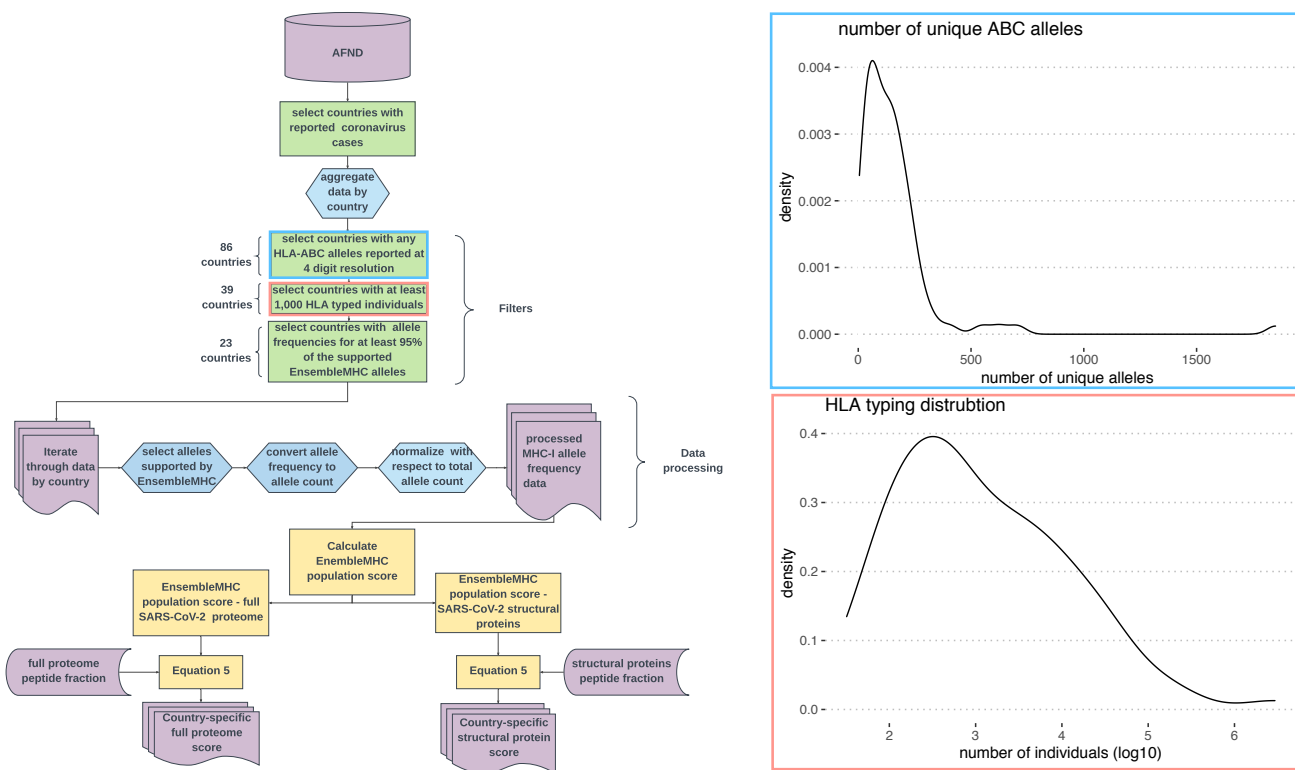 AFND
select countries with
reported coronavirus
cases
aggregate
data by
country
86
countries
select countries with any
HLA-ABC alleles reported at
4 digit resolution
39
countries
select countries with at least
1,000 HLA typed individuals
23
countries
select countries with allele
frequencies for at least 95%
of the supported
EnsembleMHC alleles
Filters
Iterate
through data
by country
select alleles
supported by
EnsembleMHC
convert allele
frequency to
allele count
normalize with
respect to total
allele count
processed
MHC-I allele
frequency
data
Data
processing
Calculate
EnembleMHC
population score
EnsembleMHC
population score - full
SARS-CoV-2 proteome
EnsembleMHC
population score -
SARS-CoV-2 structural
proteins
full proteome
peptide fraction
Equation 5
Equation 5
structural proteins
peptide fraction
Country-specific
full proteome
score
Country-specific
structural protein
score
number of unique ABC alleles
density
0.004
0.003
0.002
0.001
0.000
0 500 1000 1500
number of unique alleles
HLA typing distrubtion
density
0.4
0.3
0.2
0.1
0.0
2 3 4 5 6
number of individuals (log10)